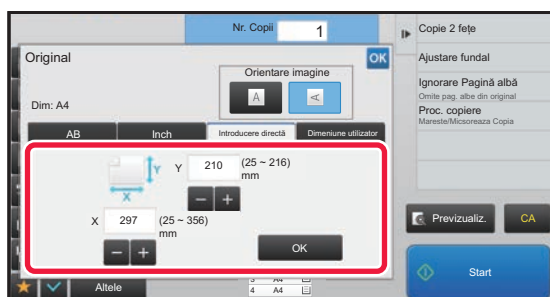 Nr. Copii 1
Copie 2 fețe
Original
OK
Ajustare fundal
Orientare imagine
Ignorare Pagină albă
Omite pag. albe din original
A A
Proc. copiere
Mareste/Micsoreaza Copia
Dim: A4
AB Inch Introducere directă Dimeniune utilizator
Y Y 210 (25 ~ 216)
mm
X
X 297 (25 ~ 356)
mm
Previzualiz. CA
OK
Start
Altele
4 A4